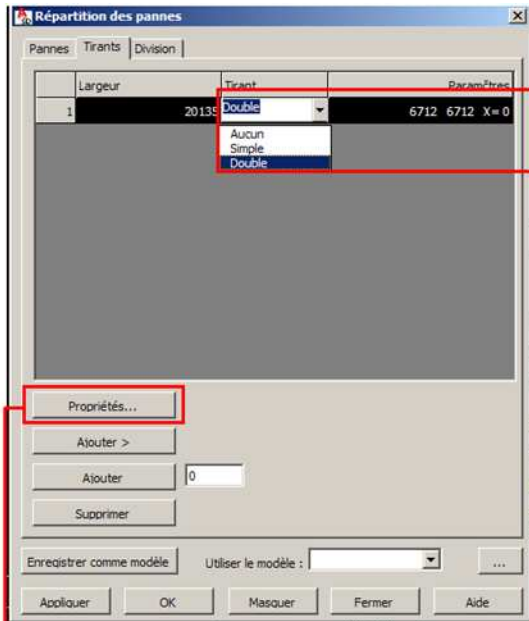 Répartition des pannes
Pannes Tirants Division
Largeur Tirant Paramètres
1 20135 Double 6712 6712 X=0
Aucun
Simple
Double
Propriétés...
Ajouter >
Ajouter 0
Supprimer
Enregistrer comme modèle Utiliser le modèle : ...
Appliquer OK Masquer Fermer Aide